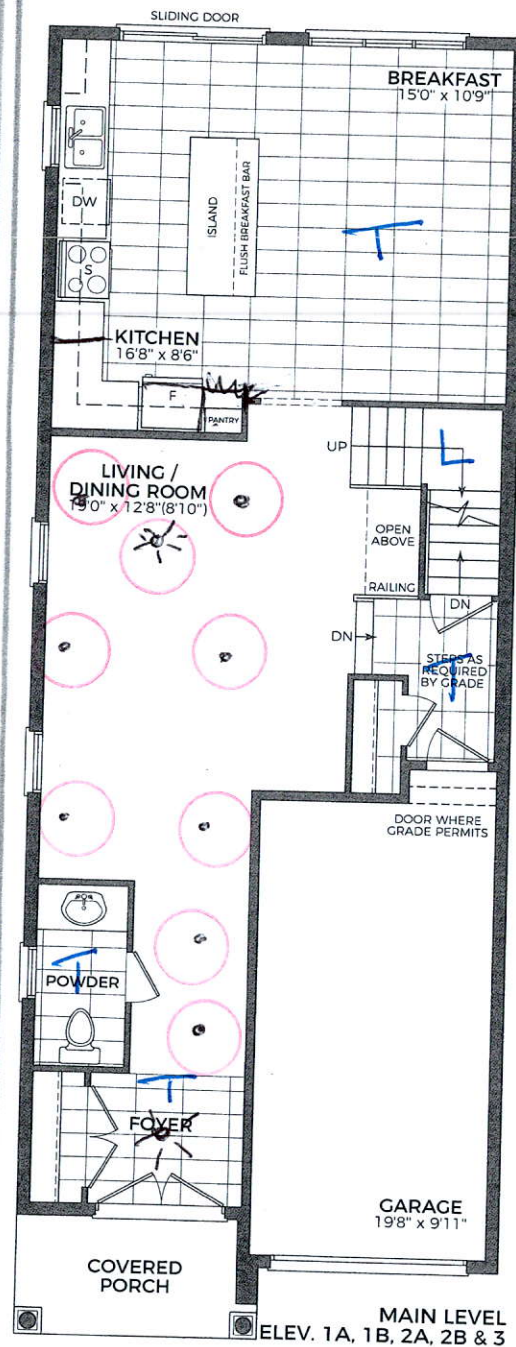 SLIDING DOOR
BREAKFAST
15'0" x 10'9"
DW
ISLAND
FLUSH BREAKFAST BAR
T
S
KITCHEN
16'8" x 8'6"
F
PANTRY
UP
L
LIVING /
DINING ROOM
19'0" x 12'8"(8'10")
OPEN
ABOVE
RAILING
DN
DN
STEPS AS
REQUIRED
BY GRADE
T
DOOR WHERE
GRADE PERMITS
T
POWDER
T
FOYER
GARAGE
19'8" x 9'11"
COVERED
PORCH
MAIN LEVEL
ELEV. 1A, 1B, 2A, 2B & 3